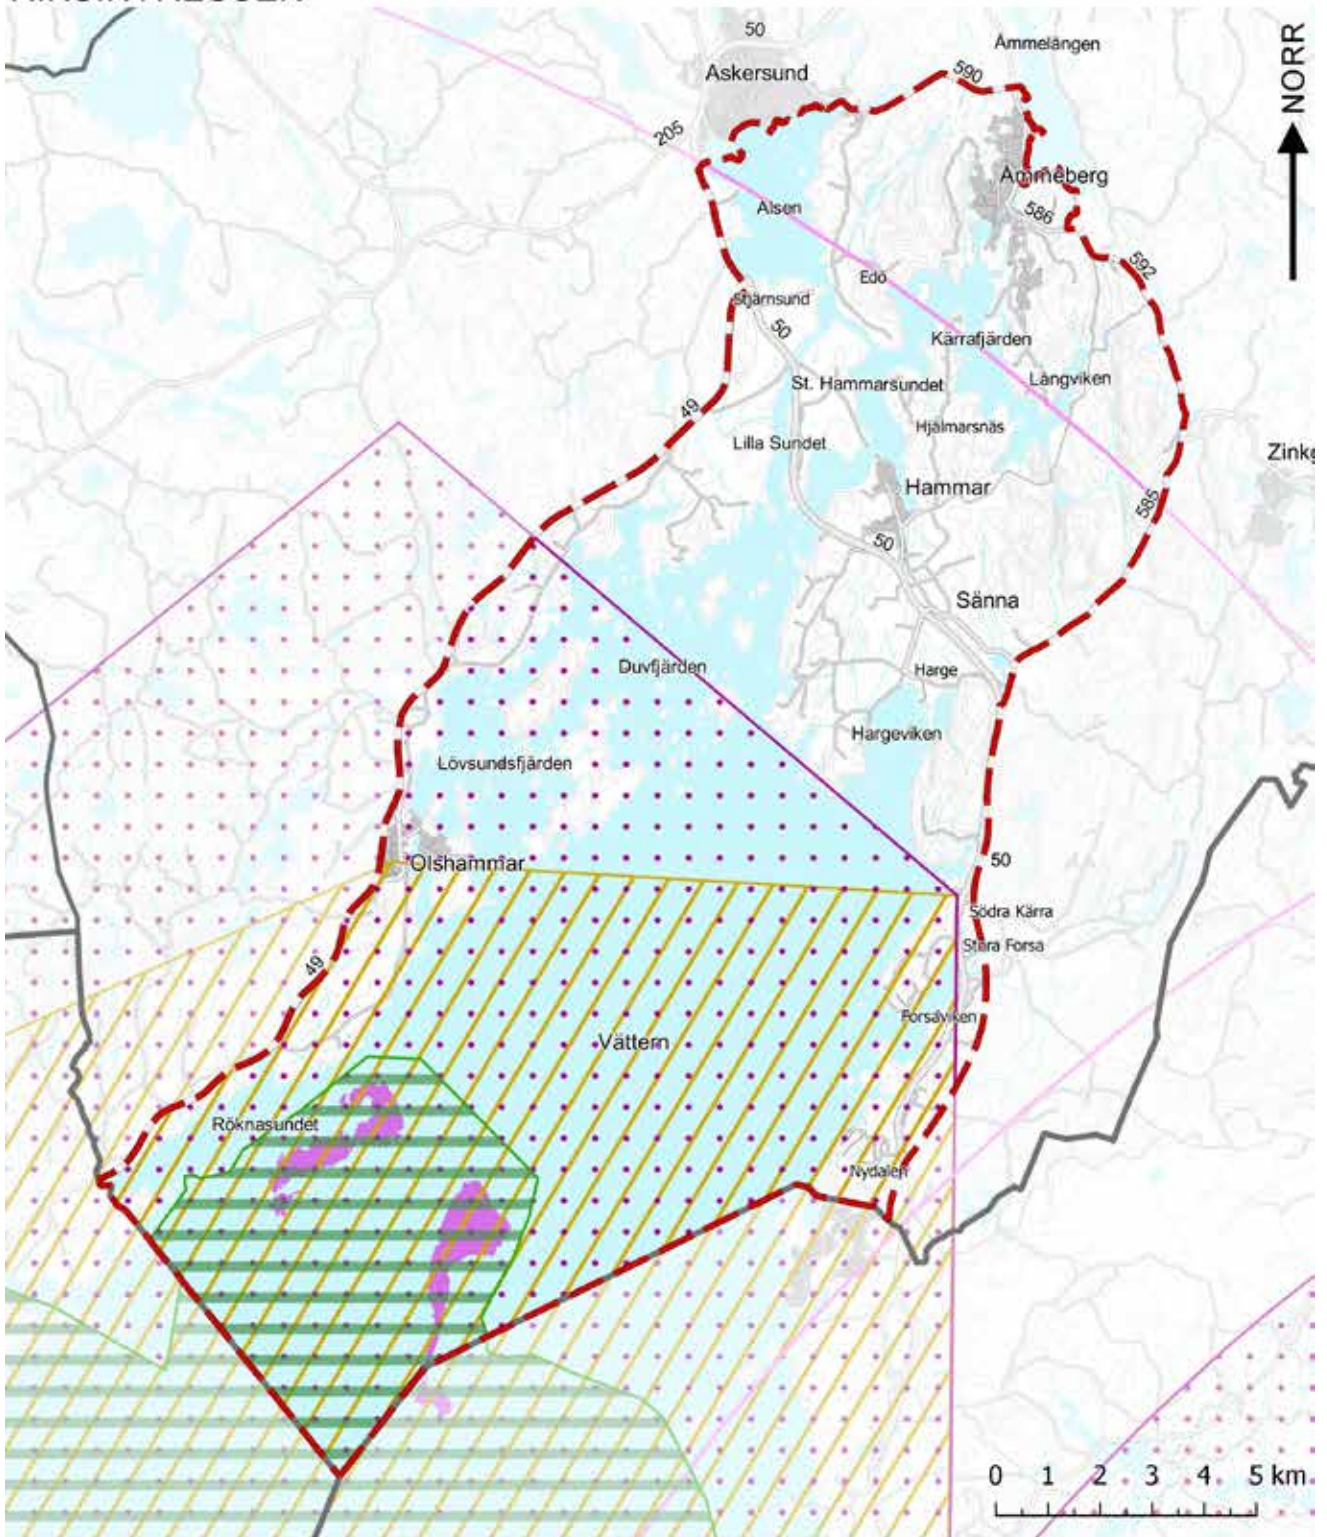 50
Ämmelången
NORR
Askersund
590
205
Åmmeberg
Alsen
586
592
Edö
Stjärnsund
50
Kärrafjärden
Långviken
St. Hammarsundet
49
Hjälmarsnäs
Lilla Sundet
Hammar
585
50
Sänna
Duvfjärden
Harge
Hargeviken
Lövsundsfjärden
Olshammar
50
Södra Kärra
Stora Forsa
49
Forsaviken
Vättern
Röknasundet
Nydalen
0 1 2 3 4 5 km